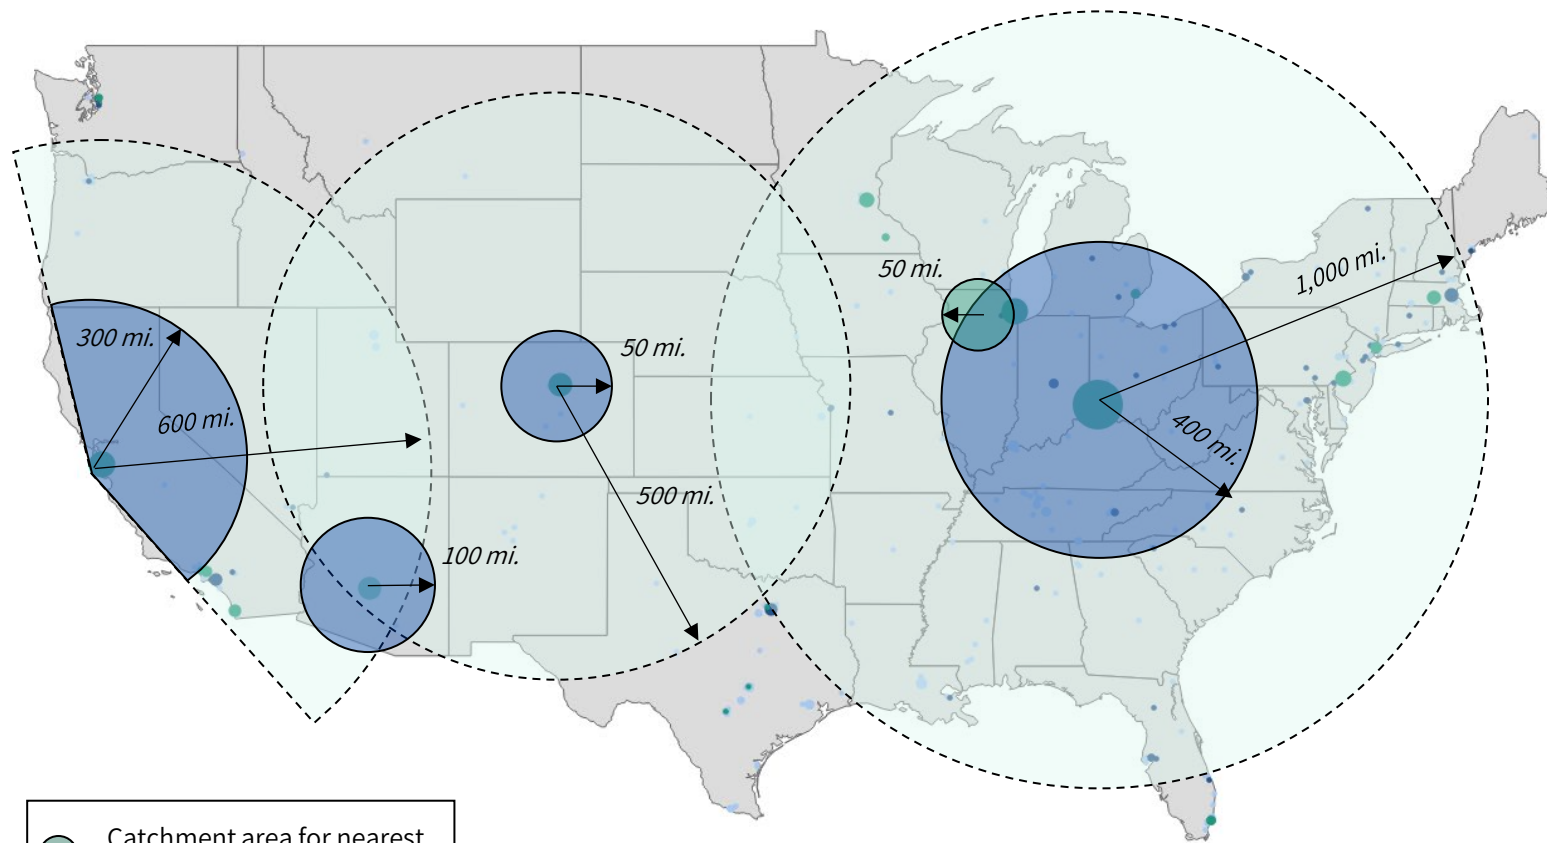 1,000 mi.
50 mi.
300 mi.
50 mi.
600 mi.
400 mi.
500 mi.
100 mi.
Catchment area for nearest